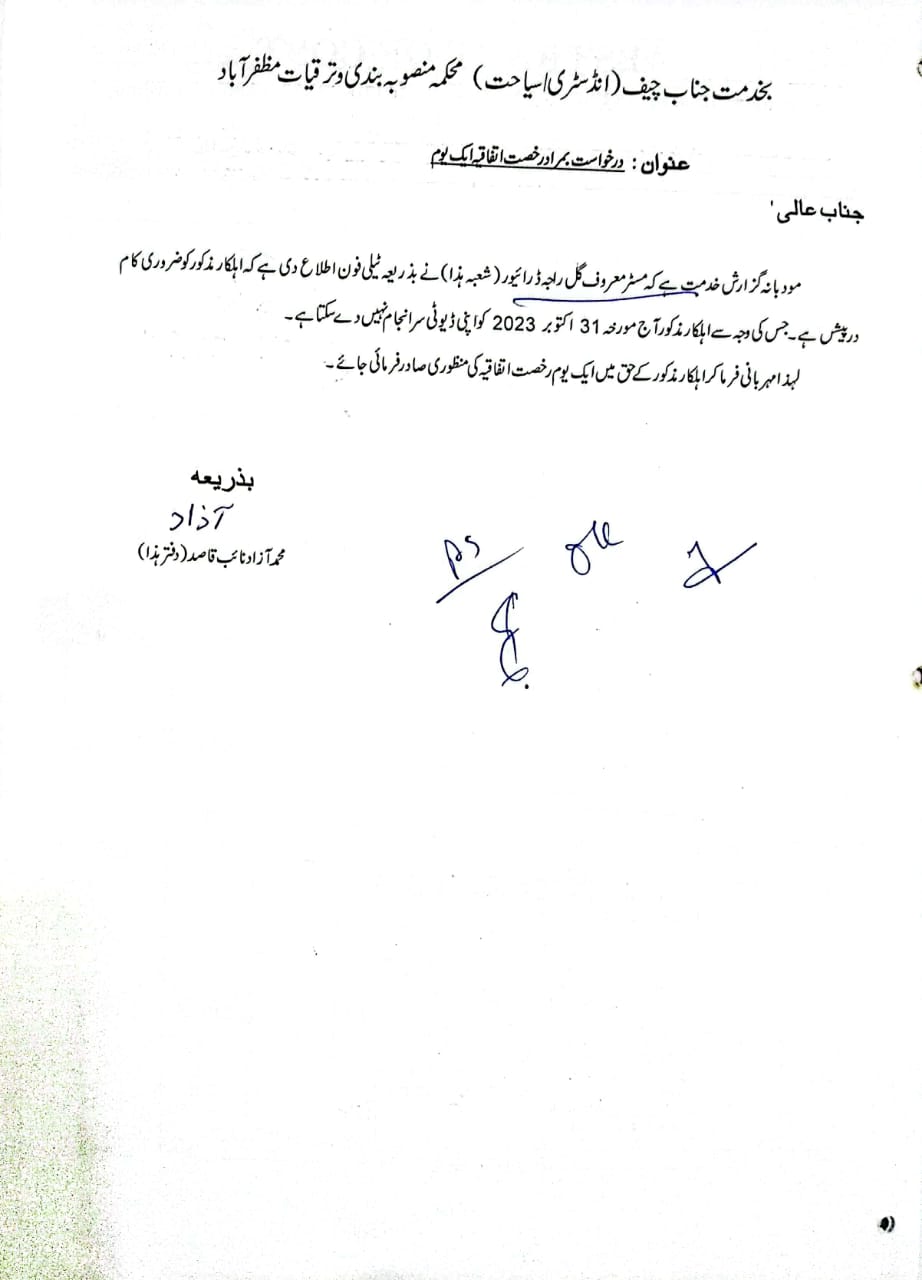 بخدمت جناب چیف (انڈسٹری/سیاحت) محکمہ منصوبہ بندی و ترقیات مظفرآباد
عنوان: درخواست بمراد رخصت اتفاقیہ ایک یوم
جناب عالی'
مودبانہ گزارش خدمت ہے کہ مسٹر معروف گل راجہ ڈرائیور (شعبہ ہذا) نے بذریعہ ٹیلی فون اطلاع دی ہے کہ اہلکار مذکور کو ضروری کام
درپیش ہے۔ جس کی وجہ سے اہلکار مذکور آج مورخہ 31 اکتوبر 2023 کو اپنی ڈیوٹی سرانجام نہیں دے سکتا ہے۔
لہذا مہربانی فرما کر اہلکار مذکور کے حق میں ایک یوم رخصت اتفاقیہ کی منظوری صادر فرمائی جائے۔
بذریعہ
آزاد
محمد آزاد نائب قاصد (دفتر ہذا)
PS